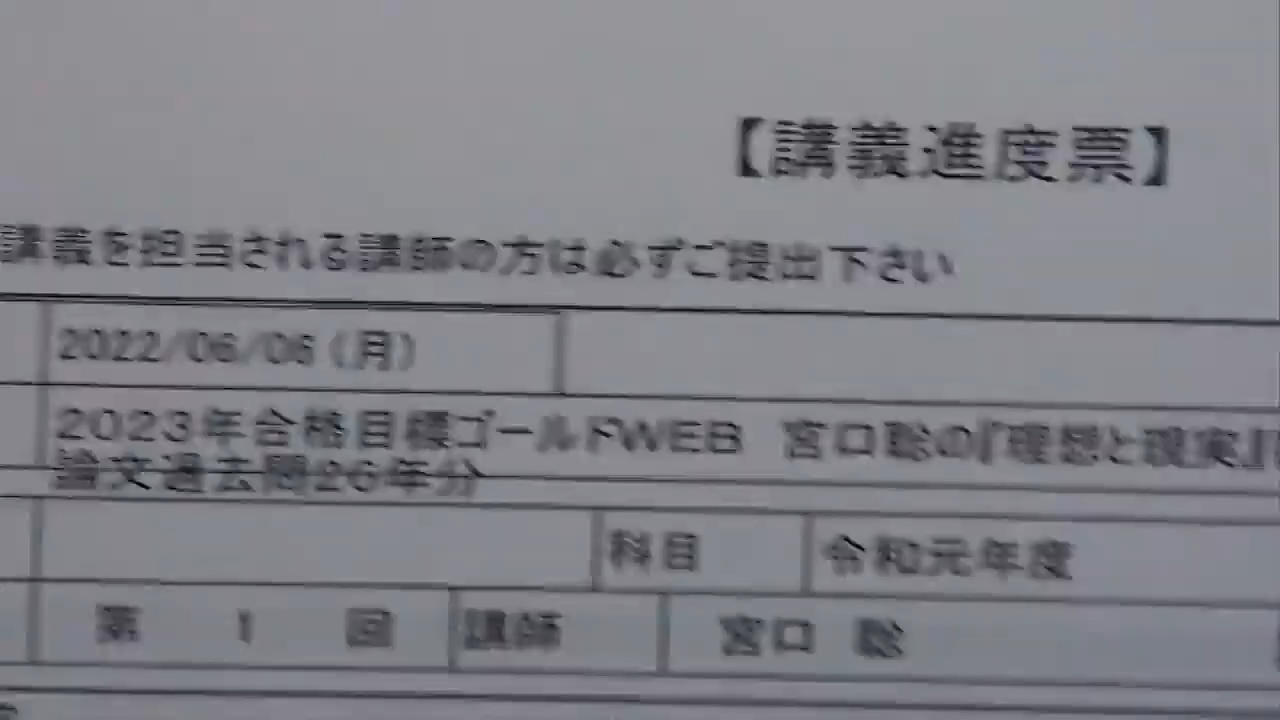 【講義進度票】
講義を担当される講師の方は必ずご提出下さい
2022/06/06（月）
2023年合格目標ゴールドWEB 宮口聡の『理想と現実』
論文過去問26年分
科目 令和元年度
第 1 回 講師 宮口 聡